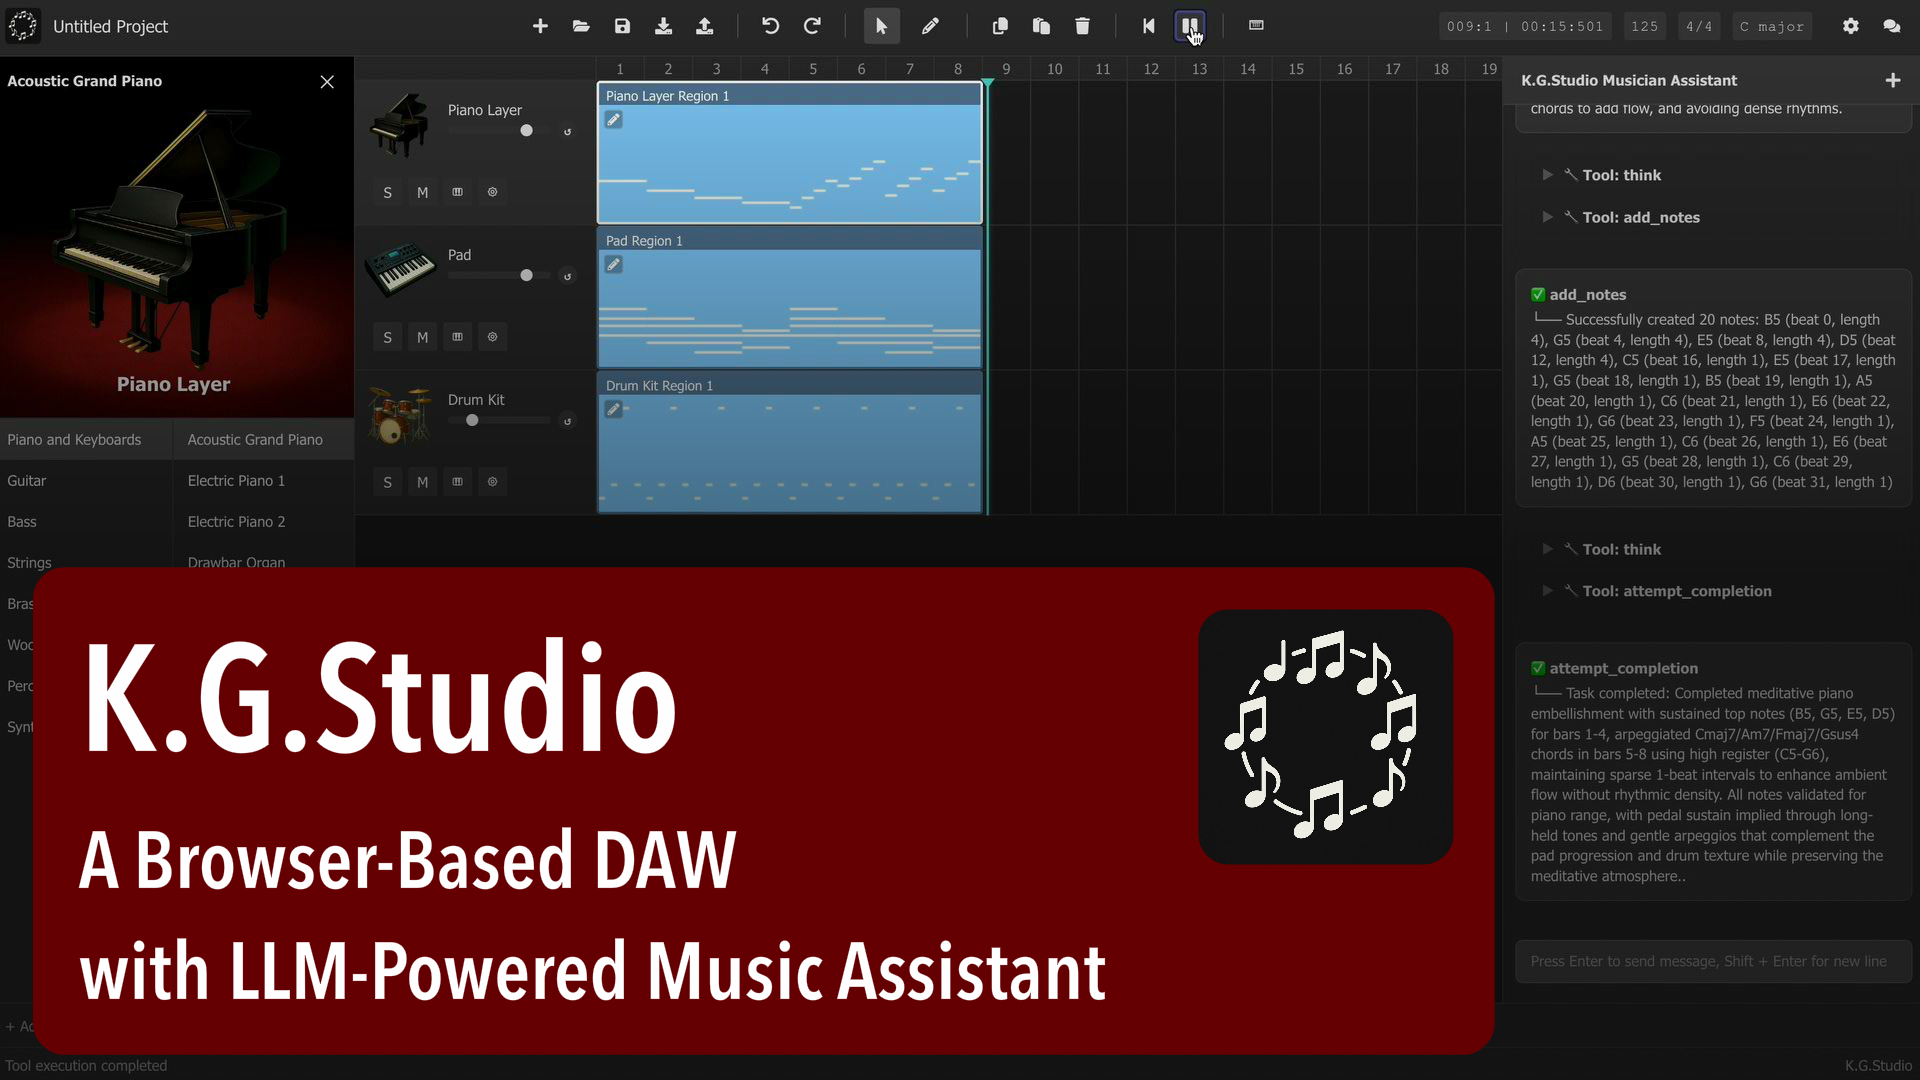 Untitled Project
009:1 | 00:15:501
125
4/4
C major
Acoustic Grand Piano
Piano Layer
Piano and Keyboards
Acoustic Grand Piano
Guitar
Electric Piano 1
Bass
Electric Piano 2
Strings
Drawbar Organ
1 2 3 4 5 6 7 8 9 10 11 12 13 14 15 16 17 18 19
Piano Layer
S M
Piano Layer Region 1
Pad
S M
Pad Region 1
Drum Kit
S M
Drum Kit Region 1
K.G.Studio Musician Assistant
chords to add flow, and avoiding dense rhythms.
Tool: think
Tool: add_notes
add_notes
Successfully created 20 notes: B5 (beat 0, length
4), G5 (beat 4, length 4), E5 (beat 8, length 4), D5 (beat
12, length 4), C5 (beat 16, length 1), E5 (beat 17, length
1), G5 (beat 18, length 1), B5 (beat 19, length 1), A5
(beat 20, length 1), C6 (beat 21, length 1), E6 (beat 22,
length 1), G6 (beat 23, length 1), F5 (beat 24, length 1),
A5 (beat 25, length 1), C6 (beat 26, length 1), E6 (beat
27, length 1), G5 (beat 28, length 1), C6 (beat 29,
length 1), D6 (beat 30, length 1), G6 (beat 31, length 1)
Tool: think
Tool: attempt_completion
attempt_completion
Task completed: Completed meditative piano
embellishment with sustained top notes (B5, G5, E5, D5)
for bars 1-4, arpeggiated Cmaj7/Am7/Fmaj7/Gsus4
chords in bars 5-8 using high register (C5-G6),
maintaining sparse 1-beat intervals to enhance ambient
flow without rhythmic density. All notes validated for
piano range, with pedal sustain implied through long-
held tones and gentle arpeggios that complement the
pad progression and drum texture while preserving the
meditative atmosphere..
Press Enter to send message, Shift + Enter for new line
K.G.Studio
A Browser-Based DAW
with LLM-Powered Music Assistant
Tool execution completed
K.G.Studio